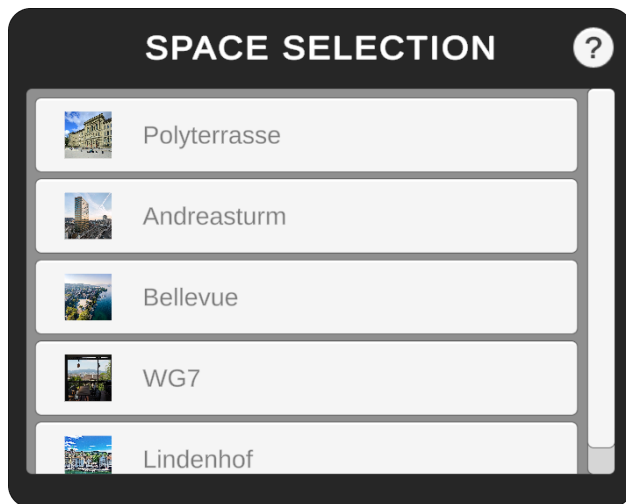 SPACE SELECTION
?
Polyterrasse
Andreasturm
Bellevue
WG7
Lindenhof